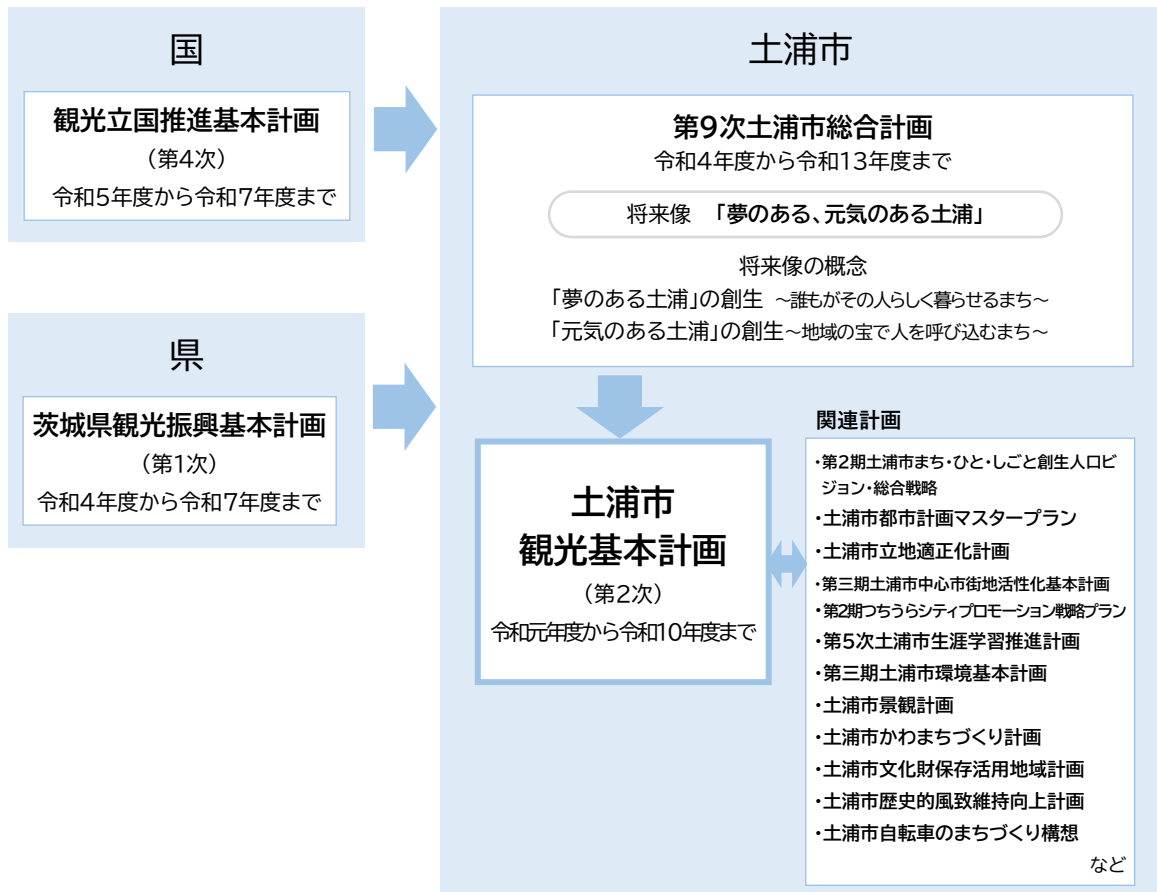 国
観光立国推進基本計画
（第4次）
令和5年度から令和7年度まで
県
茨城県観光振興基本計画
（第1次）
令和4年度から令和7年度まで
土浦市
第9次土浦市総合計画
令和4年度から令和13年度まで
将来像 「夢のある、元気のある土浦」
将来像の概念
「夢のある土浦」の創生 ～誰もがその人らしく暮らせるまち～
「元気のある土浦」の創生～地域の宝で人を呼び込むまち～
土浦市
観光基本計画
（第2次）
令和元年度から令和10年度まで
関連計画
・第2期土浦市まち・ひと・しごと創生人口ビ
ジョン・総合戦略
・土浦市都市計画マスタープラン
・土浦市立地適正化計画
・第三期土浦市中心市街地活性化基本計画
・第2期つちうらシティプロモーション戦略プラン
・第5次土浦市生涯学習推進計画
・第三期土浦市環境基本計画
・土浦市景観計画
・土浦市かわまちづくり計画
・土浦市文化財保存活用地域計画
・土浦市歴史的風致維持向上計画
・土浦市自転車のまちづくり構想
など